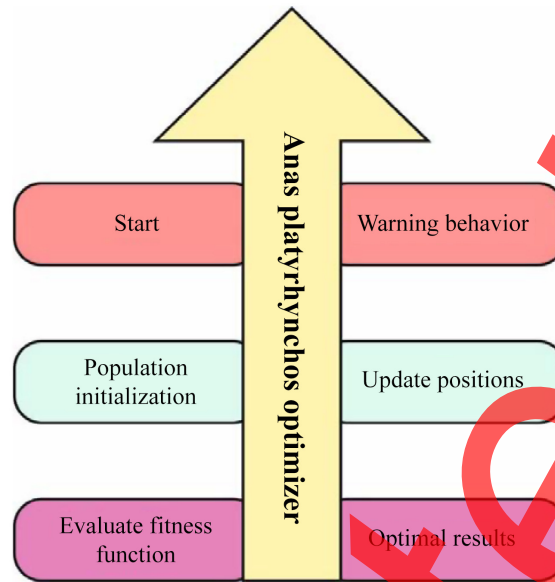 Anas platyrhynchos optimizer
Start
Population
initialization
Evaluate fitness
function
Warning behavior
Update positions
Optimal results